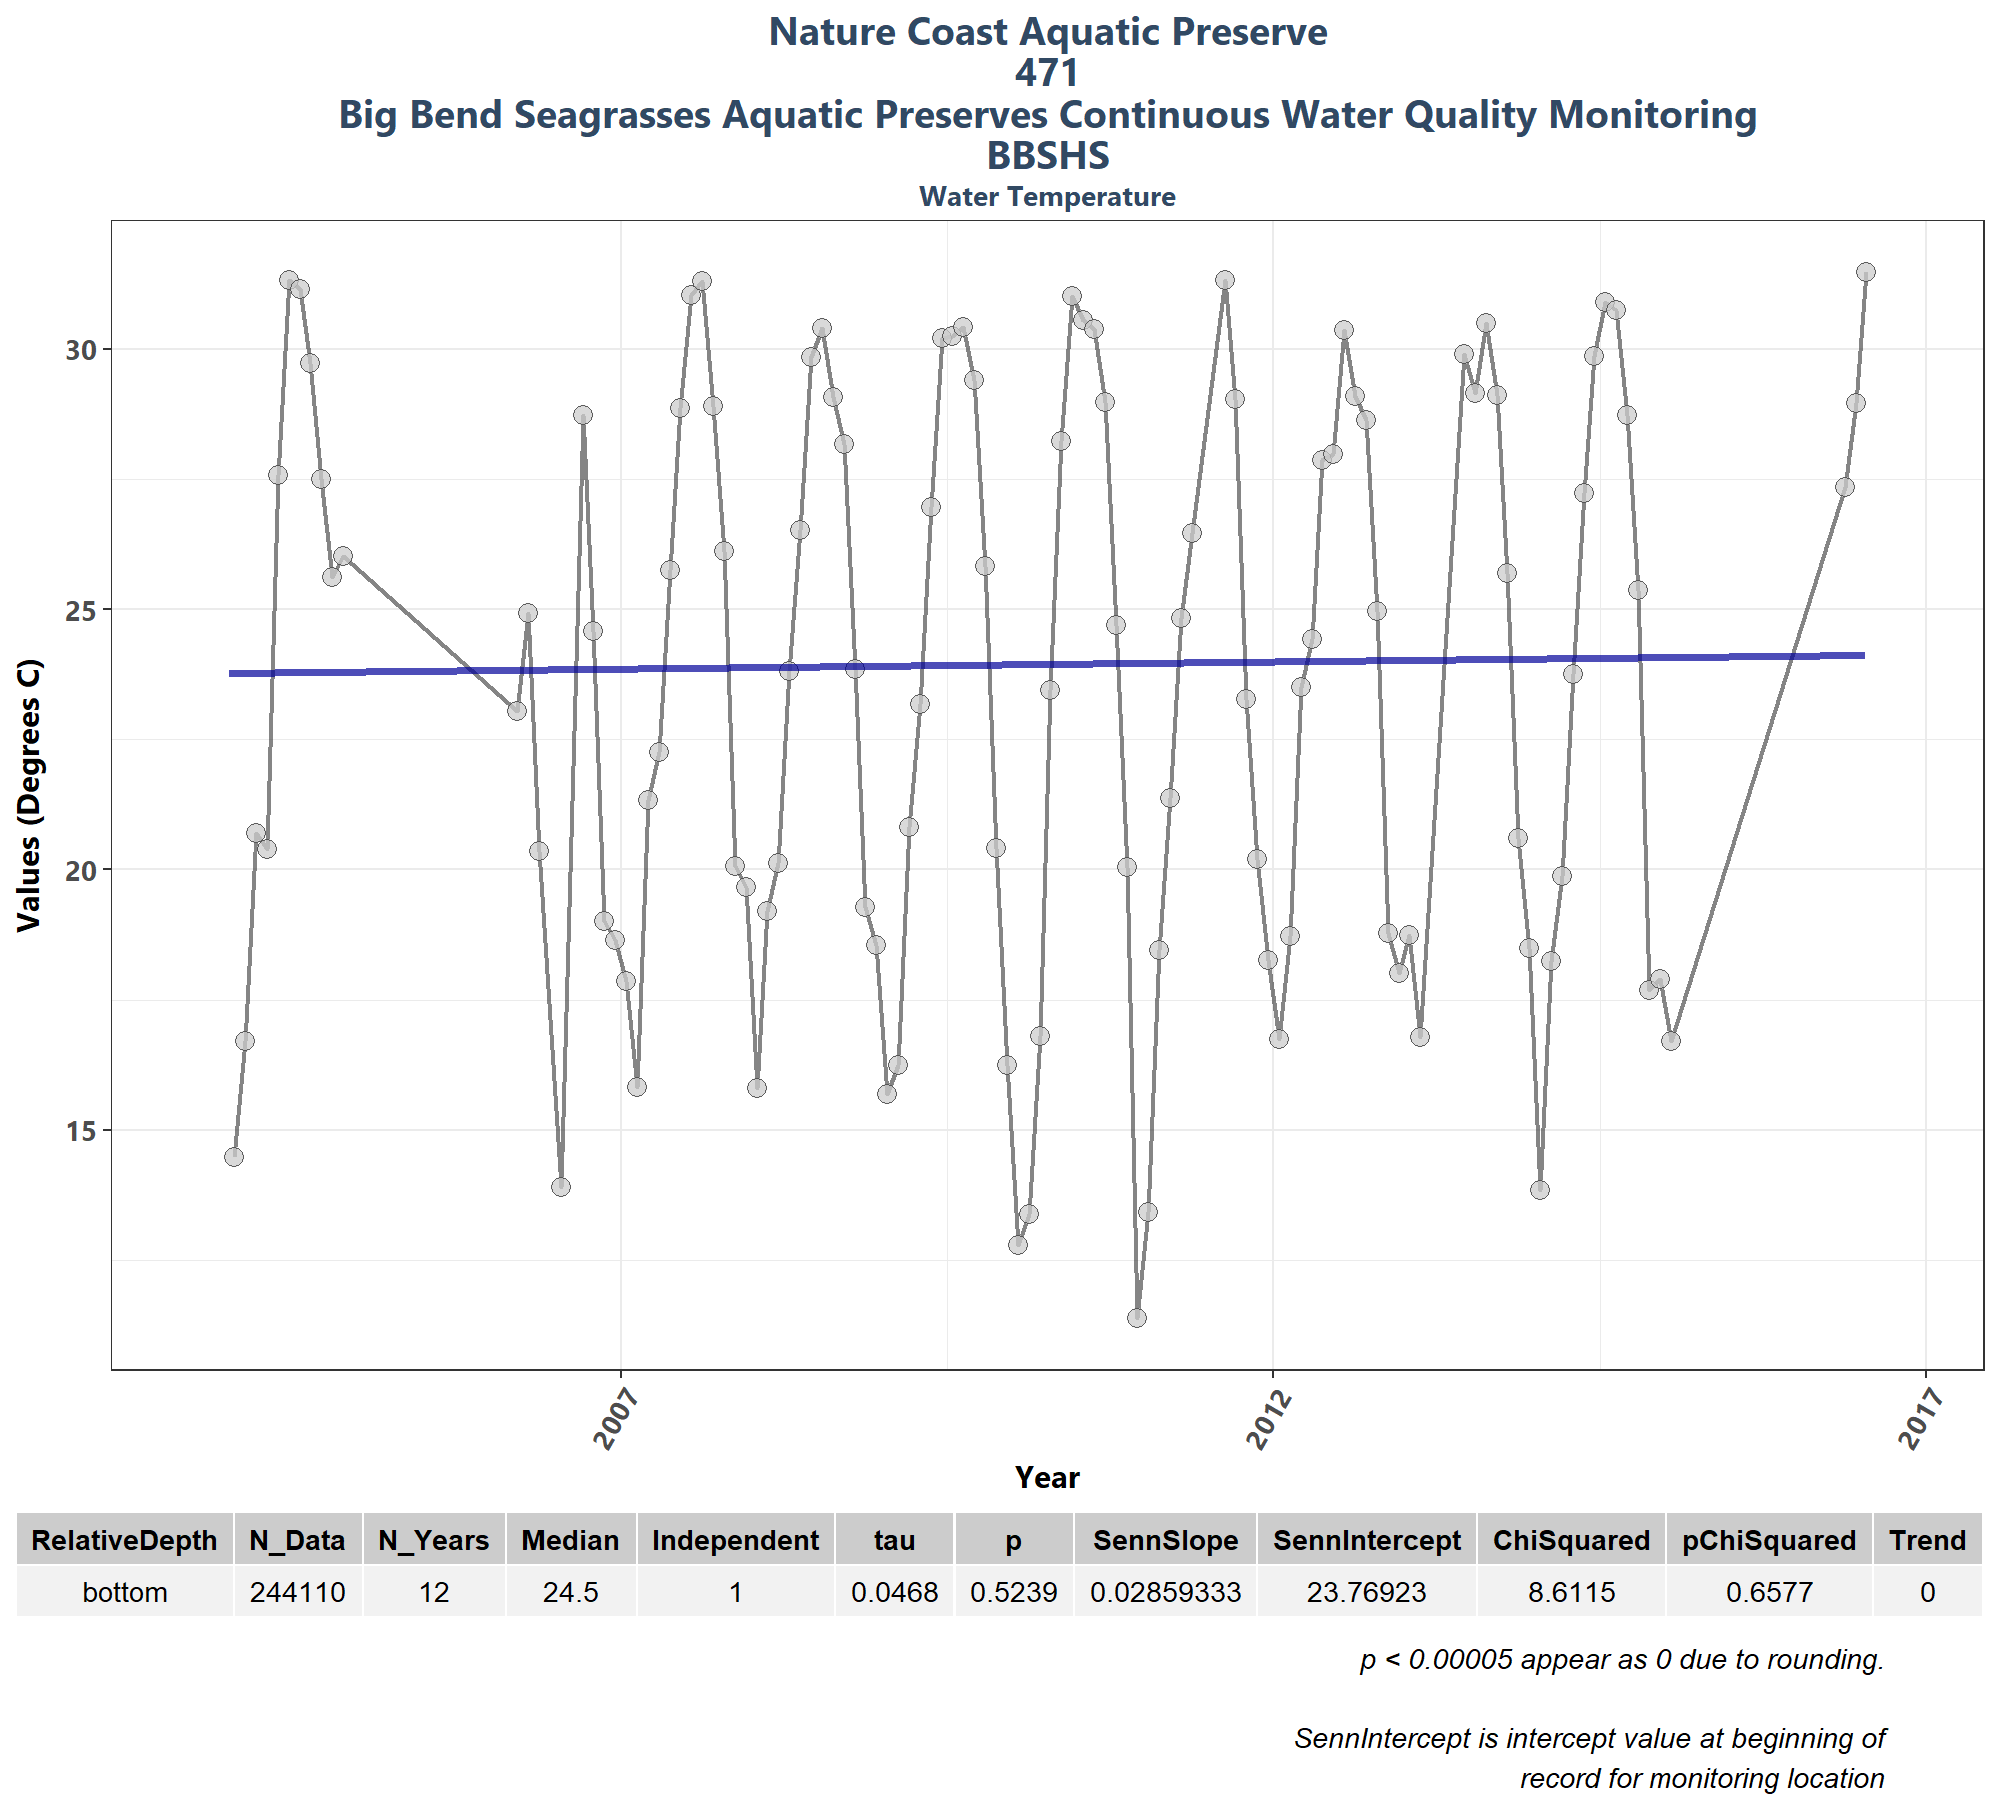 Nature Coast Aquatic Preserve
471
Big Bend Seagrasses Aquatic Preserves Continuous Water Quality Monitoring
BBSHS
Water Temperature
Values (Degrees C)
30
25
20
15
2007
2012
2017
Year
RelativeDepth N_Data N_Years Median Independent tau p SennSlope SennIntercept ChiSquared pChiSquared Trend
bottom 244110 12 24.5 1 0.0468 0.5239 0.02859333 23.76923 8.6115 0.6577 0
p < 0.00005 appear as 0 due to rounding.
SennIntercept is intercept value at beginning of
record for monitoring location